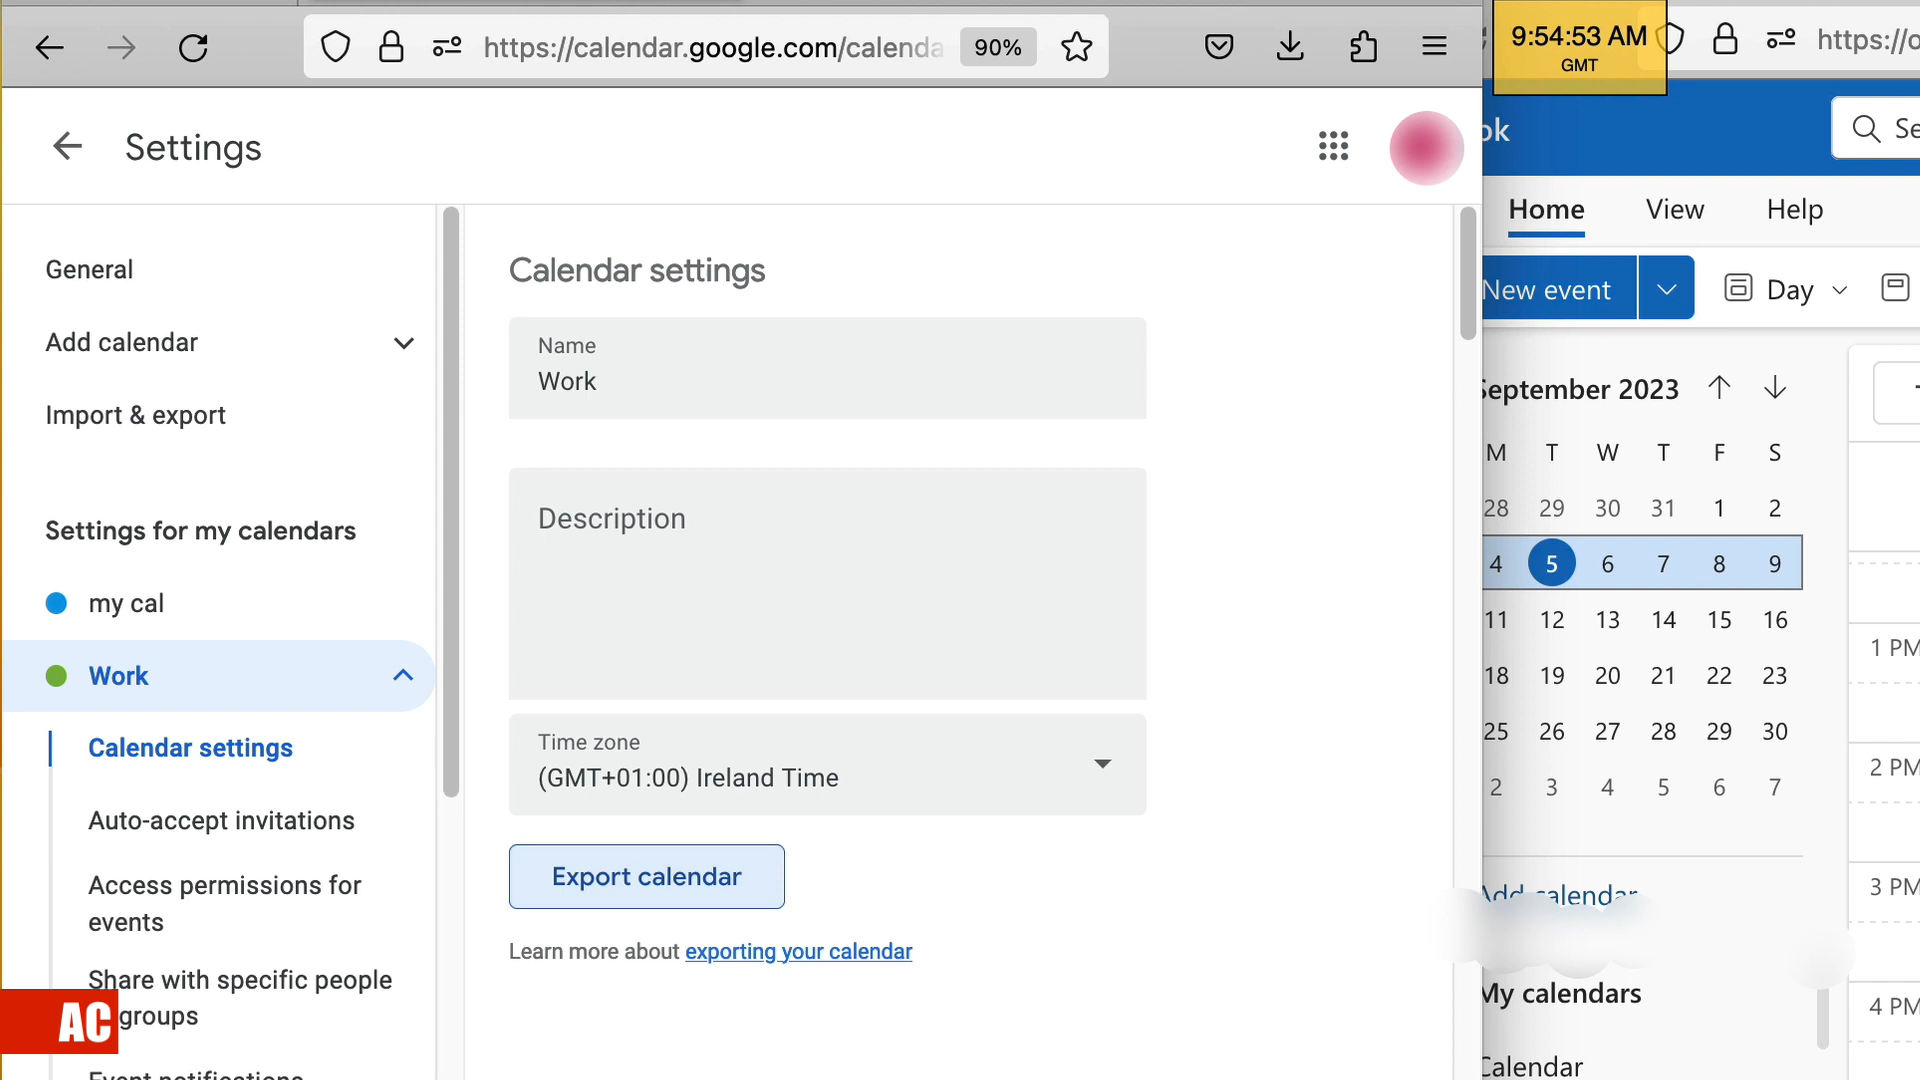 https://calendar.google.com/calenda
90%
9:54:53 AM
GMT
https://o
Settings
ok
Se
Home
View
Help
General
Add calendar
Import & export
Settings for my calendars
my cal
Work
Calendar settings
Auto-accept invitations
Access permissions for
events
Share with specific people
groups
AC
Calendar settings
Name
Work
Description
Time zone
(GMT+01:00) Ireland Time
Export calendar
Learn more about exporting your calendar
New event
Day
September 2023
M T W T F S
28 29 30 31 1 2
4 5 6 7 8 9
11 12 13 14 15 16
18 19 20 21 22 23
25 26 27 28 29 30
2 3 4 5 6 7
Add calendar
My calendars
Calendar
1 PM
2 PM
3 PM
4 PM